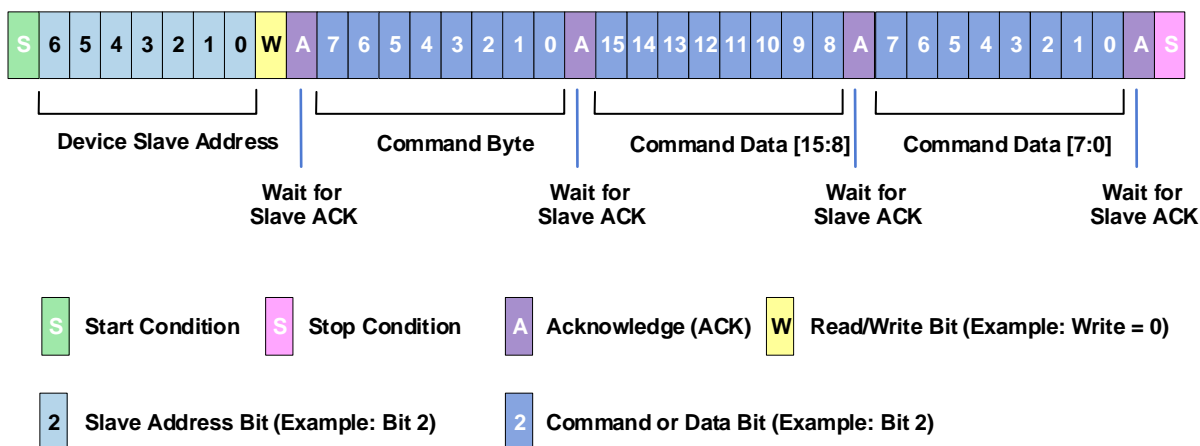 S 6 5 4 3 2 1 0 W A 7 6 5 4 3 2 1 0 A 15 14 13 12 11 10 9 8 A 7 6 5 4 3 2 1 0 A S
Device Slave Address Command Byte Command Data [15:8] Command Data [7:0]
Wait for Wait for Wait for Wait for
Slave ACK Slave ACK Slave ACK Slave ACK
S Start Condition S Stop Condition A Acknowledge (ACK) W Read/Write Bit (Example: Write = 0)
2 Slave Address Bit (Example: Bit 2) 2 Command or Data Bit (Example: Bit 2)